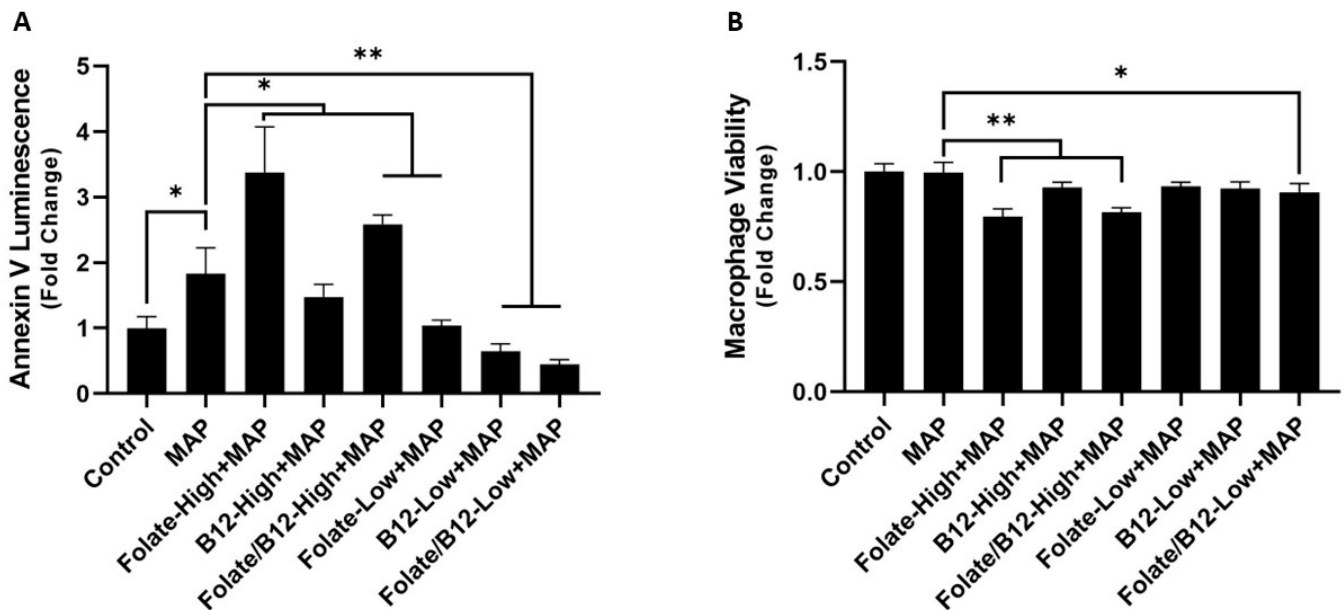 A
Annexin V Luminescence
(Fold Change)
5
4
3
2
1
0
*
*
**
Control
MAP
Folate-High+MAP
B12-High+MAP
Folate/B12-High+MAP
Folate-Low+MAP
B12-Low+MAP
Folate/B12-Low+MAP
B
Macrophage Viability
(Fold Change)
1.5
1.0
0.5
0.0
**
*
Control
MAP
Folate-High+MAP
B12-High+MAP
Folate/B12-High+MAP
Folate-Low+MAP
B12-Low+MAP
Folate/B12-Low+MAP